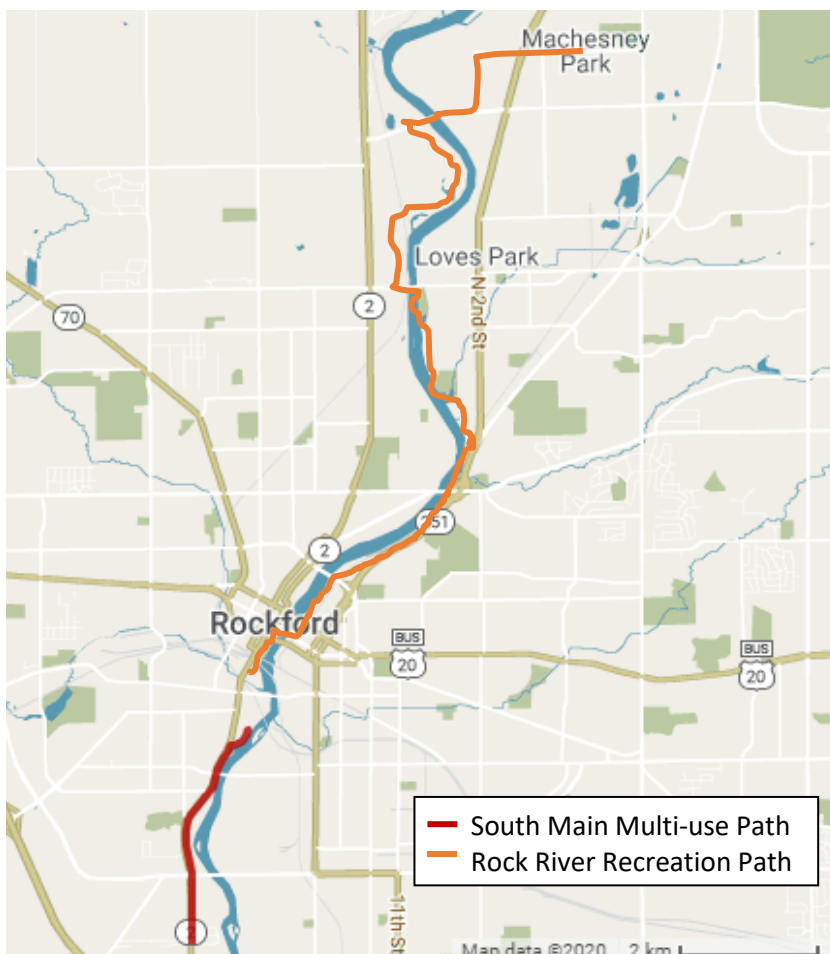 Machesney
Park
Loves Park
N 2nd St
2
70
251
2
Rockford
BUS
20
BUS
20
South Main Multi-use Path
Rock River Recreation Path
11th St
2
Map data ©2020
2 km